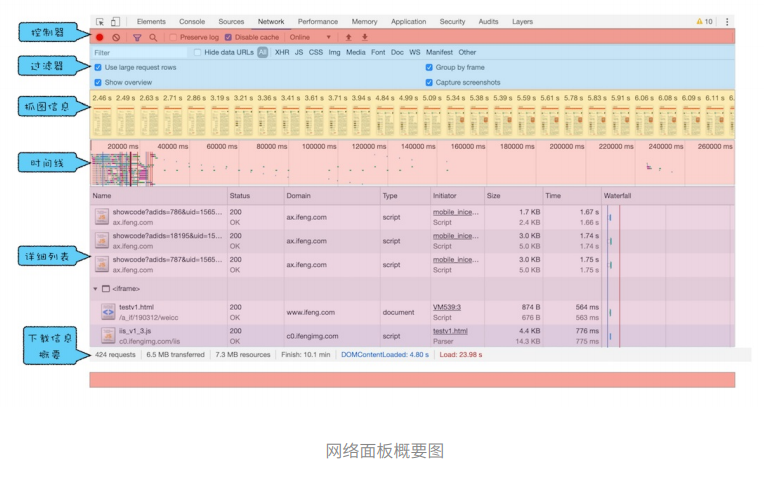 Elements Console Sources Network Performance Memory Application Security Audits Layers 10
控制器
Preserve log Disable cache Online
Filter Hide data URLs All XHR JS CSS Img Media Font Doc WS Manifest Other
过滤器
Use large request rows Group by frame
Show overview Capture screenshots
抓图信息
2.46 s 2.49 s 2.63 s 2.71 s 2.86 s 3.19 s 3.21 s 3.36 s 3.41 s 3.61 s 3.71 s 3.94 s 4.84 s 4.99 s 5.09 s 5.34 s 5.38 s 5.39 s 5.59 s 5.61 s 5.78 s 5.83 s 5.91 s 6.06 s 6.08 s 6.09 s 6.11 s 6.
20000 ms 40000 ms 60000 ms 80000 ms 100000 ms 120000 ms 140000 ms 160000 ms 180000 ms 200000 ms 220000 ms 240000 ms 260000 ms
时间线
Name Status Domain Type Initiator Size Time Waterfall
showcode?adids=786&uid=1565... 200 ax.ifeng.com script mobile_inice... 1.7 KB 1.67 s
ax.ifeng.com OK Script 2.4 KB 1.66 s
showcode?adids=18195&uid=15... 200 ax.ifeng.com script mobile_inice... 3.0 KB 1.74 s
ax.ifeng.com OK Script 5.0 KB 1.74 s
showcode?adids=787&uid=1565... 200 ax.ifeng.com script mobile_inice... 3.0 KB 1.75 s
ax.ifeng.com OK Script 5.0 KB 1.75 s
详细列表
<iframe>
testv1.html 200 www.ifeng.com document VM539:3 874 B 564 ms
/a_if/190312/weicc OK Script 676 B 563 ms
iis_v1_3.js 200 c0.ifengimg.com script testv1.html 4.4 KB 776 ms
c0.ifengimg.com/iis OK Parser 14.3 KB 775 ms
下载信息
概要
424 requests 6.5 MB transferred 7.3 MB resources Finish: 10.1 min DOMContentLoaded: 4.80 s Load: 23.98 s
网络面板概要图